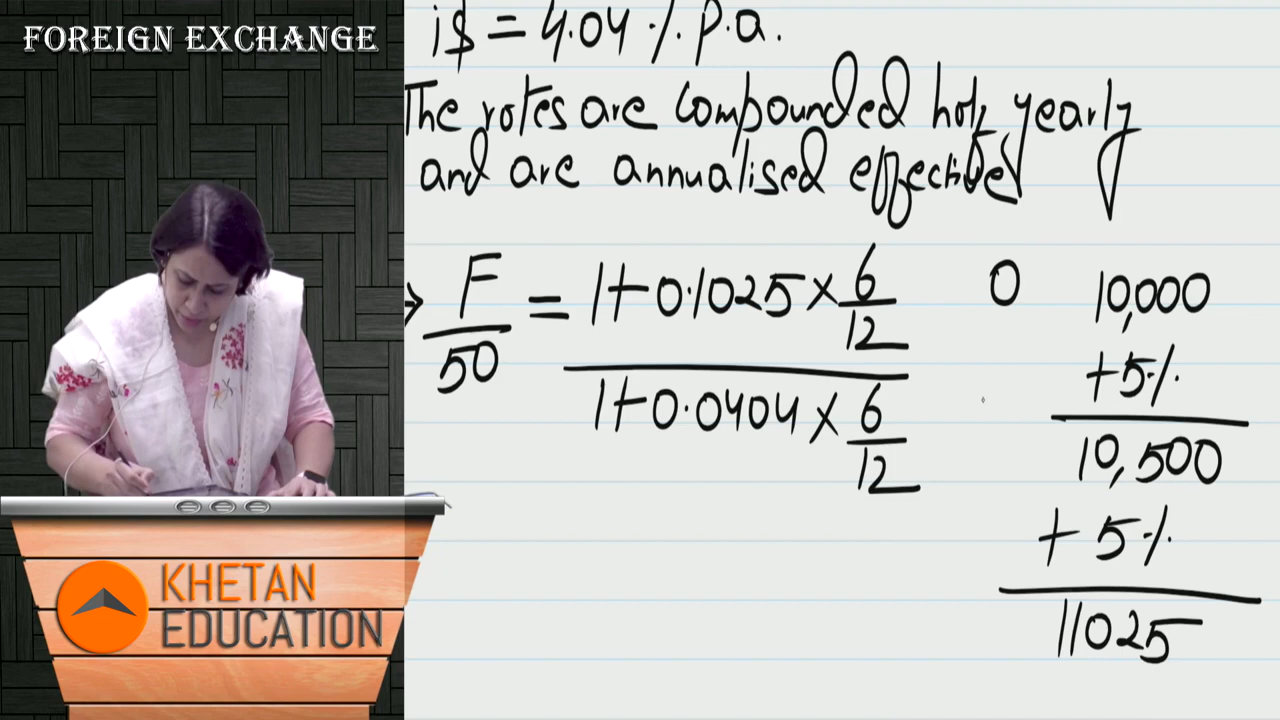 FOREIGN EXCHANGE
i$ = 4.04 % p.a.
The rates are compounded half yearly
and are annualised effective
F/50 = 1+0.1025 × 6/12
1+0.0404 × 6/12
0
10,000
+5%
10,500
+ 5%
11025
KHETAN
EDUCATION